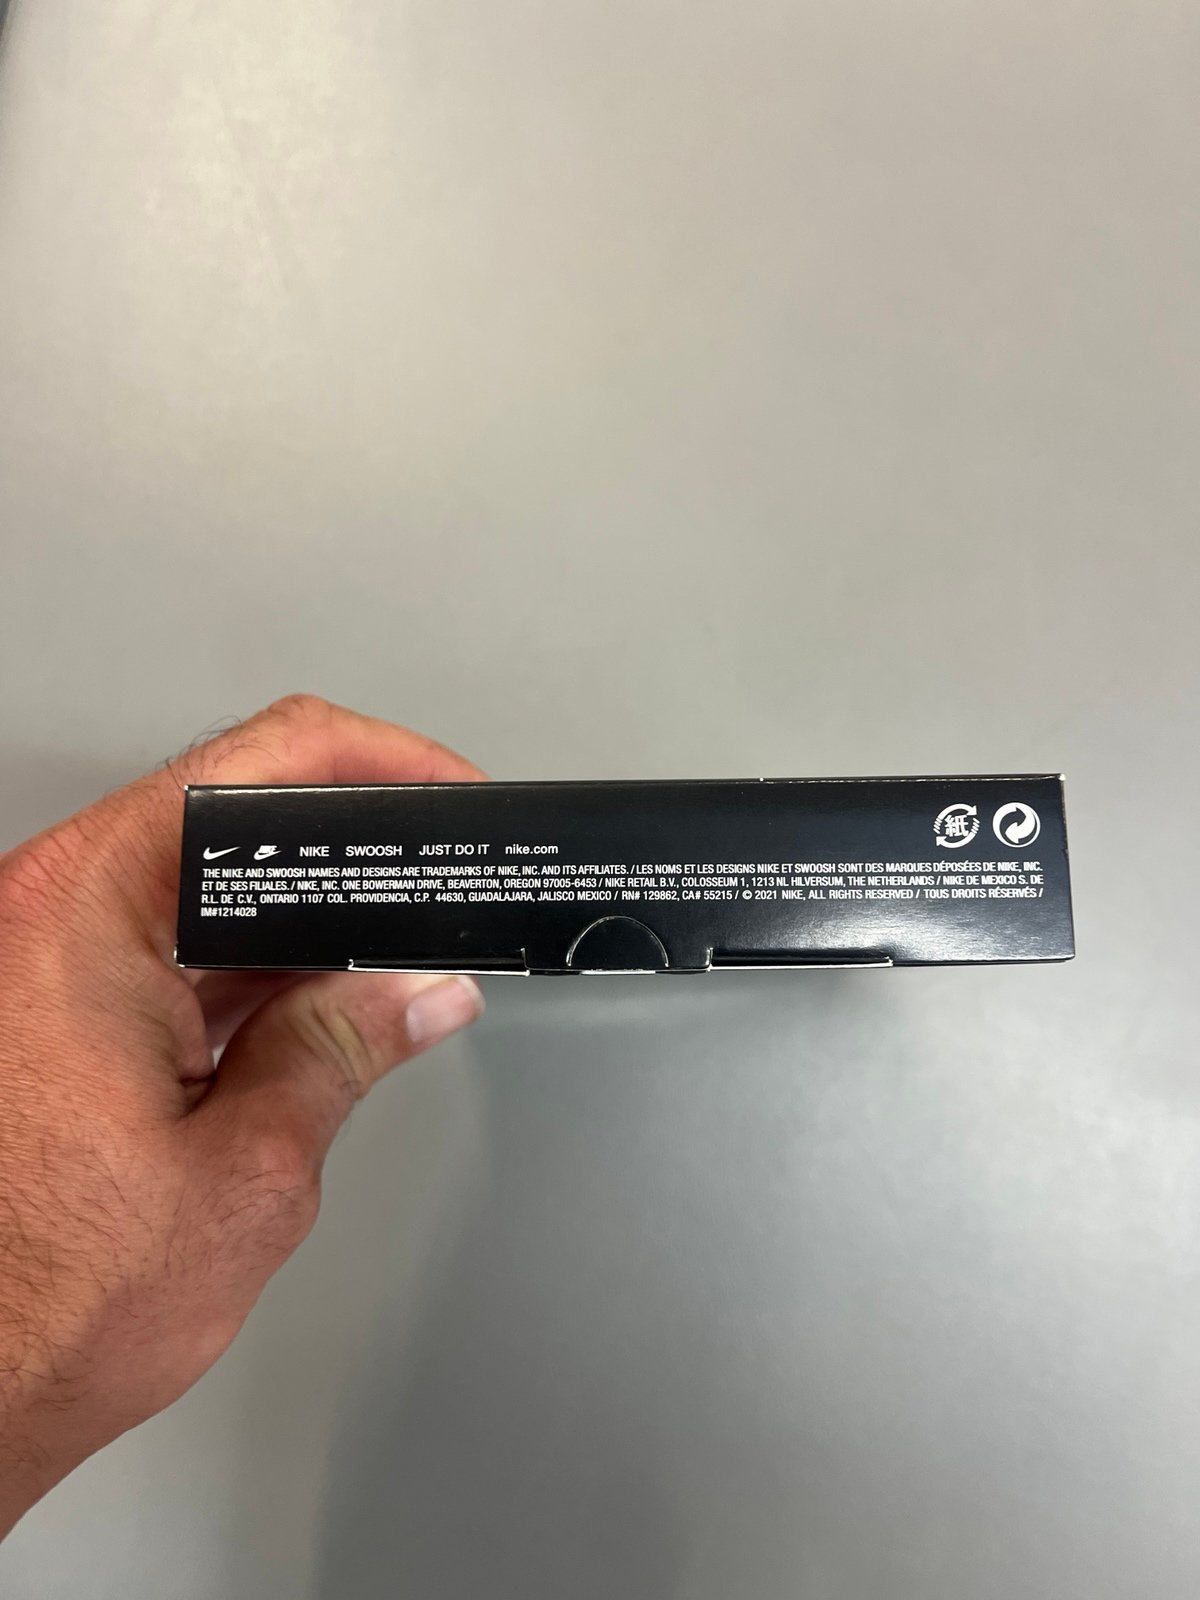 紙
NIKE SWOOSH JUST DO IT nike.com
THE NIKE AND SWOOSH NAMES AND DESIGNS ARE TRADEMARKS OF NIKE, INC. AND ITS AFFILIATES. / LES NOMS ET LES DESIGNS NIKE ET SWOOSH SONT DES MARQUES DÉPOSÉES DE NIKE, INC.
ET DE SES FILIALES. / NIKE, INC. ONE BOWERMAN DRIVE, BEAVERTON, OREGON 97005-6453 / NIKE RETAIL B.V., COLOSSEUM 1, 1213 NL HILVERSUM, THE NETHERLANDS / NIKE DE MEXICO S. DE
R.L. DE C.V., ONTARIO 1107 COL. PROVIDENCIA, C.P. 44630, GUADALAJARA, JALISCO MEXICO / RN# 129862, CA# 55215 / © 2021 NIKE, ALL RIGHTS RESERVED / TOUS DROITS RÉSERVÉS /
IM#1214028